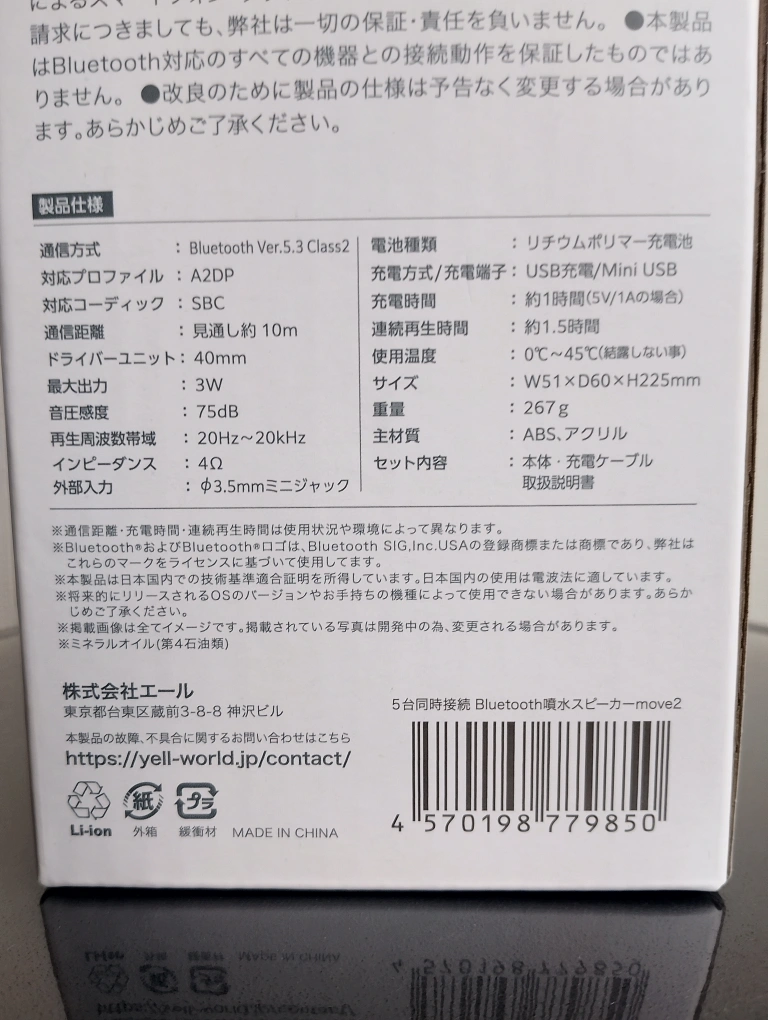 請求につきましても、弊社は一切の保証・責任を負いません。 ●本製品
はBluetooth対応のすべての機器との接続動作を保証したものではあ
りません。 ●改良のために製品の仕様は予告なく変更する場合があり
ます。あらかじめご了承ください。
製品仕様
通信方式 : Bluetooth Ver.5.3 Class2
対応プロファイル : A2DP
対応コーディック : SBC
通信距離 : 見通し約 10m
ドライバーユニット : 40mm
最大出力 : 3W
音圧感度 : 75dB
再生周波数帯域 : 20Hz～20kHz
インピーダンス : 4Ω
外部入力 : φ3.5mmミニジャック
電池種類 : リチウムポリマー充電池
充電方式/充電端子 : USB充電/Mini USB
充電時間 : 約1時間(5V/1Aの場合)
連続再生時間 : 約1.5時間
使用温度 : 0℃～45℃(結露しない事)
サイズ : W51×D60×H225mm
重量 : 267g
主材質 : ABS、アクリル
セット内容 : 本体・充電ケーブル
取扱説明書
※通信距離・充電時間・連続再生時間は使用状況や環境によって異なります。
※Bluetooth®およびBluetooth®ロゴは、Bluetooth SIG,Inc.USAの登録商標または商標であり、弊社は
これらのマークをライセンスに基づいて使用してます。
※本製品は日本国内での技術基準適合証明を所得しています。日本国内の使用は電波法に適しています。
※将来的にリリースされるOSのバージョンやお手持ちの機種によって使用できない場合があります。あらか
じめご了承ください。
※掲載画像は全てイメージです。掲載されている写真は開発中の為、変更される場合があります。
※ミネラルオイル(第4石油類)
株式会社エール
東京都台東区蔵前3-8-8 神沢ビル
本製品の故障、不具合に関するお問い合わせはこちら
https://yell-world.jp/contact/
紙 プラ
Li-ion 外箱 緩衝材 MADE IN CHINA
5台同時接続 Bluetooth噴水スピーカーmove2
4 570198 779850